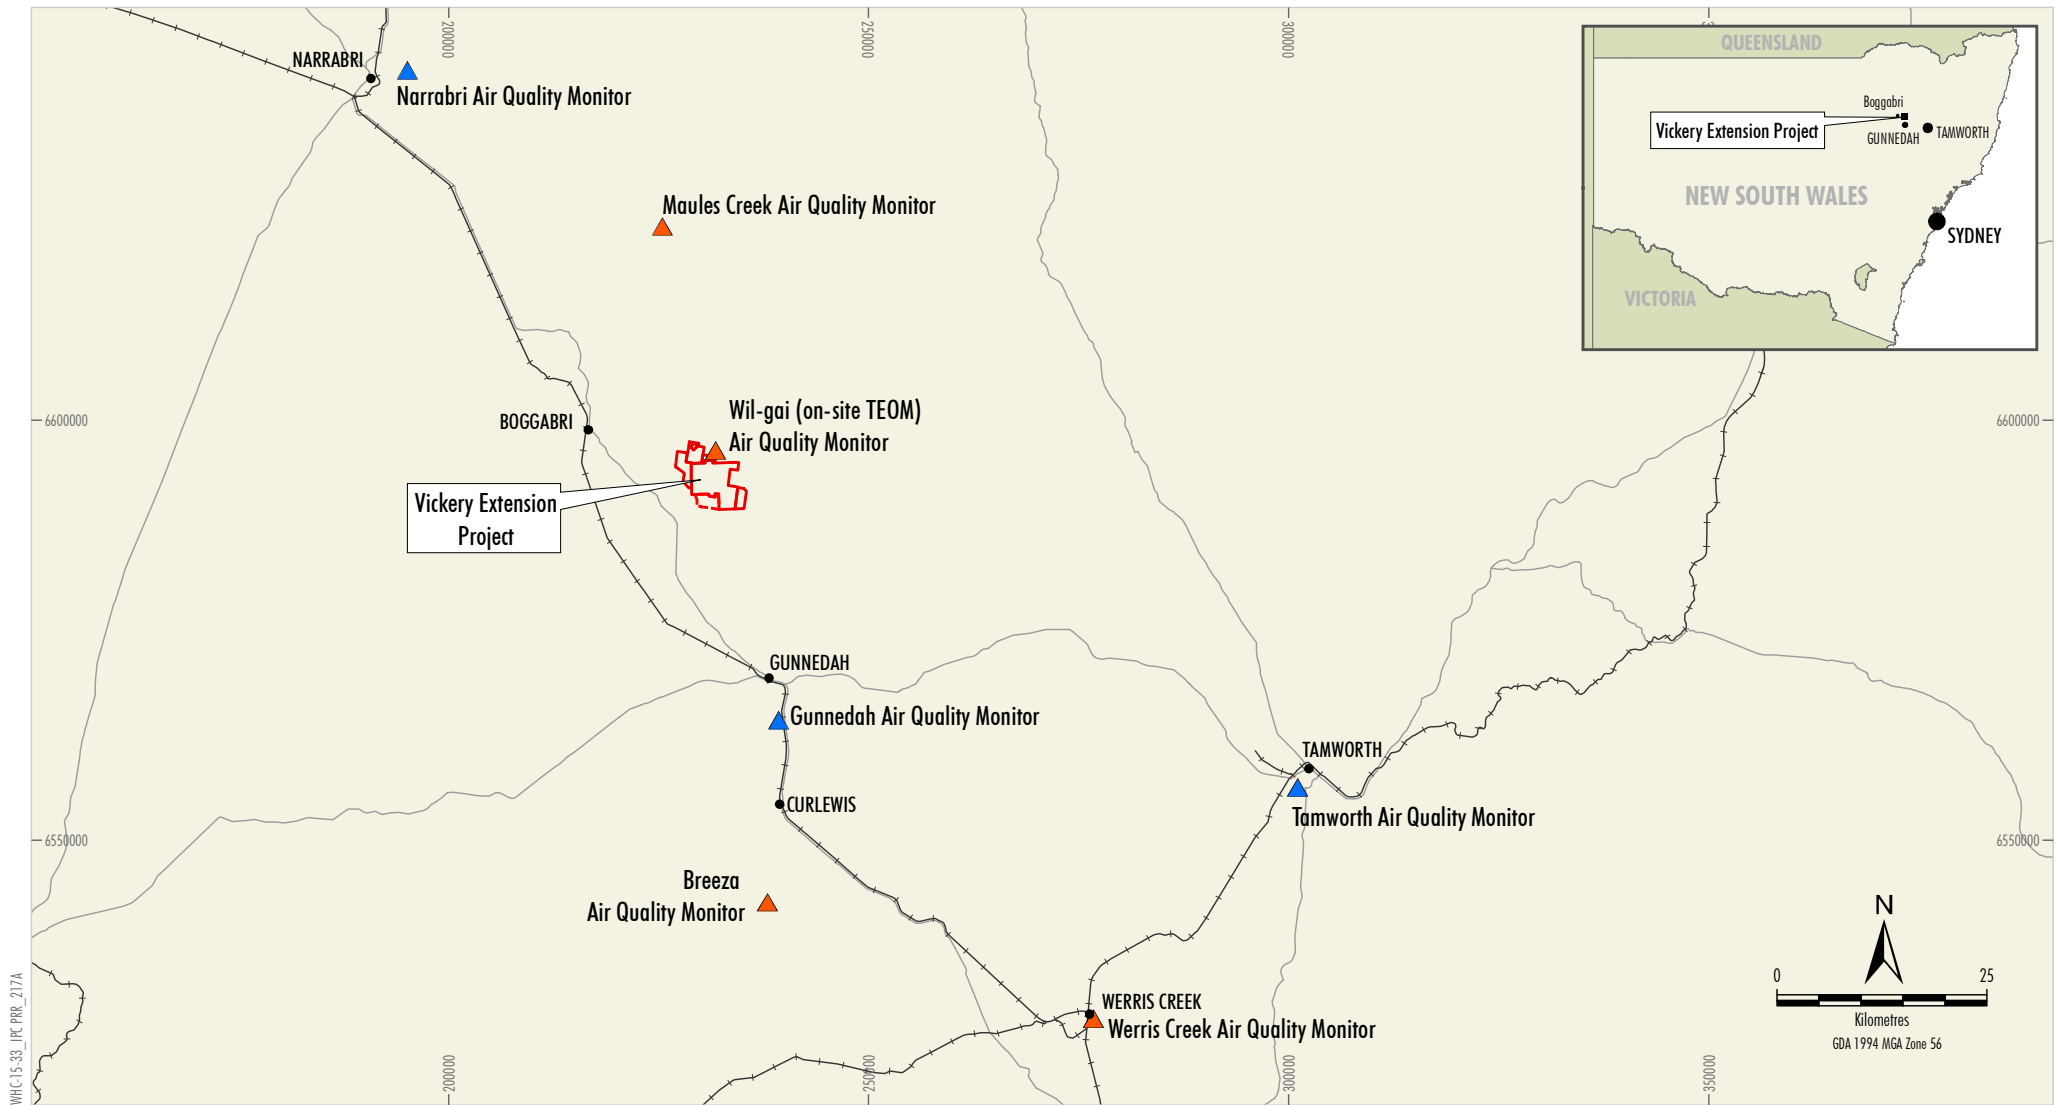 200000
250000
300000
QUEENSLAND
NARRABRI
Narrabri Air Quality Monitor
Boggabri
Vickery Extension Project
GUNNEDAH
TAMWORTH
NEW SOUTH WALES
SYDNEY
VICTORIA
Maules Creek Air Quality Monitor
6600000
6600000
BOGGABRI
Wil-gai (on-site TEOM)
Air Quality Monitor
Vickery Extension
Project
GUNNEDAH
Gunnedah Air Quality Monitor
TAMWORTH
CURLEWIS
Tamworth Air Quality Monitor
6550000
6550000
Breeza
Air Quality Monitor
N
0
25
Kilometres
GDA 1994 MGA Zone 56
WERRIS CREEK
Werris Creek Air Quality Monitor
200000
250000
300000
350000
WHC-15-33_IPC PRR_217A